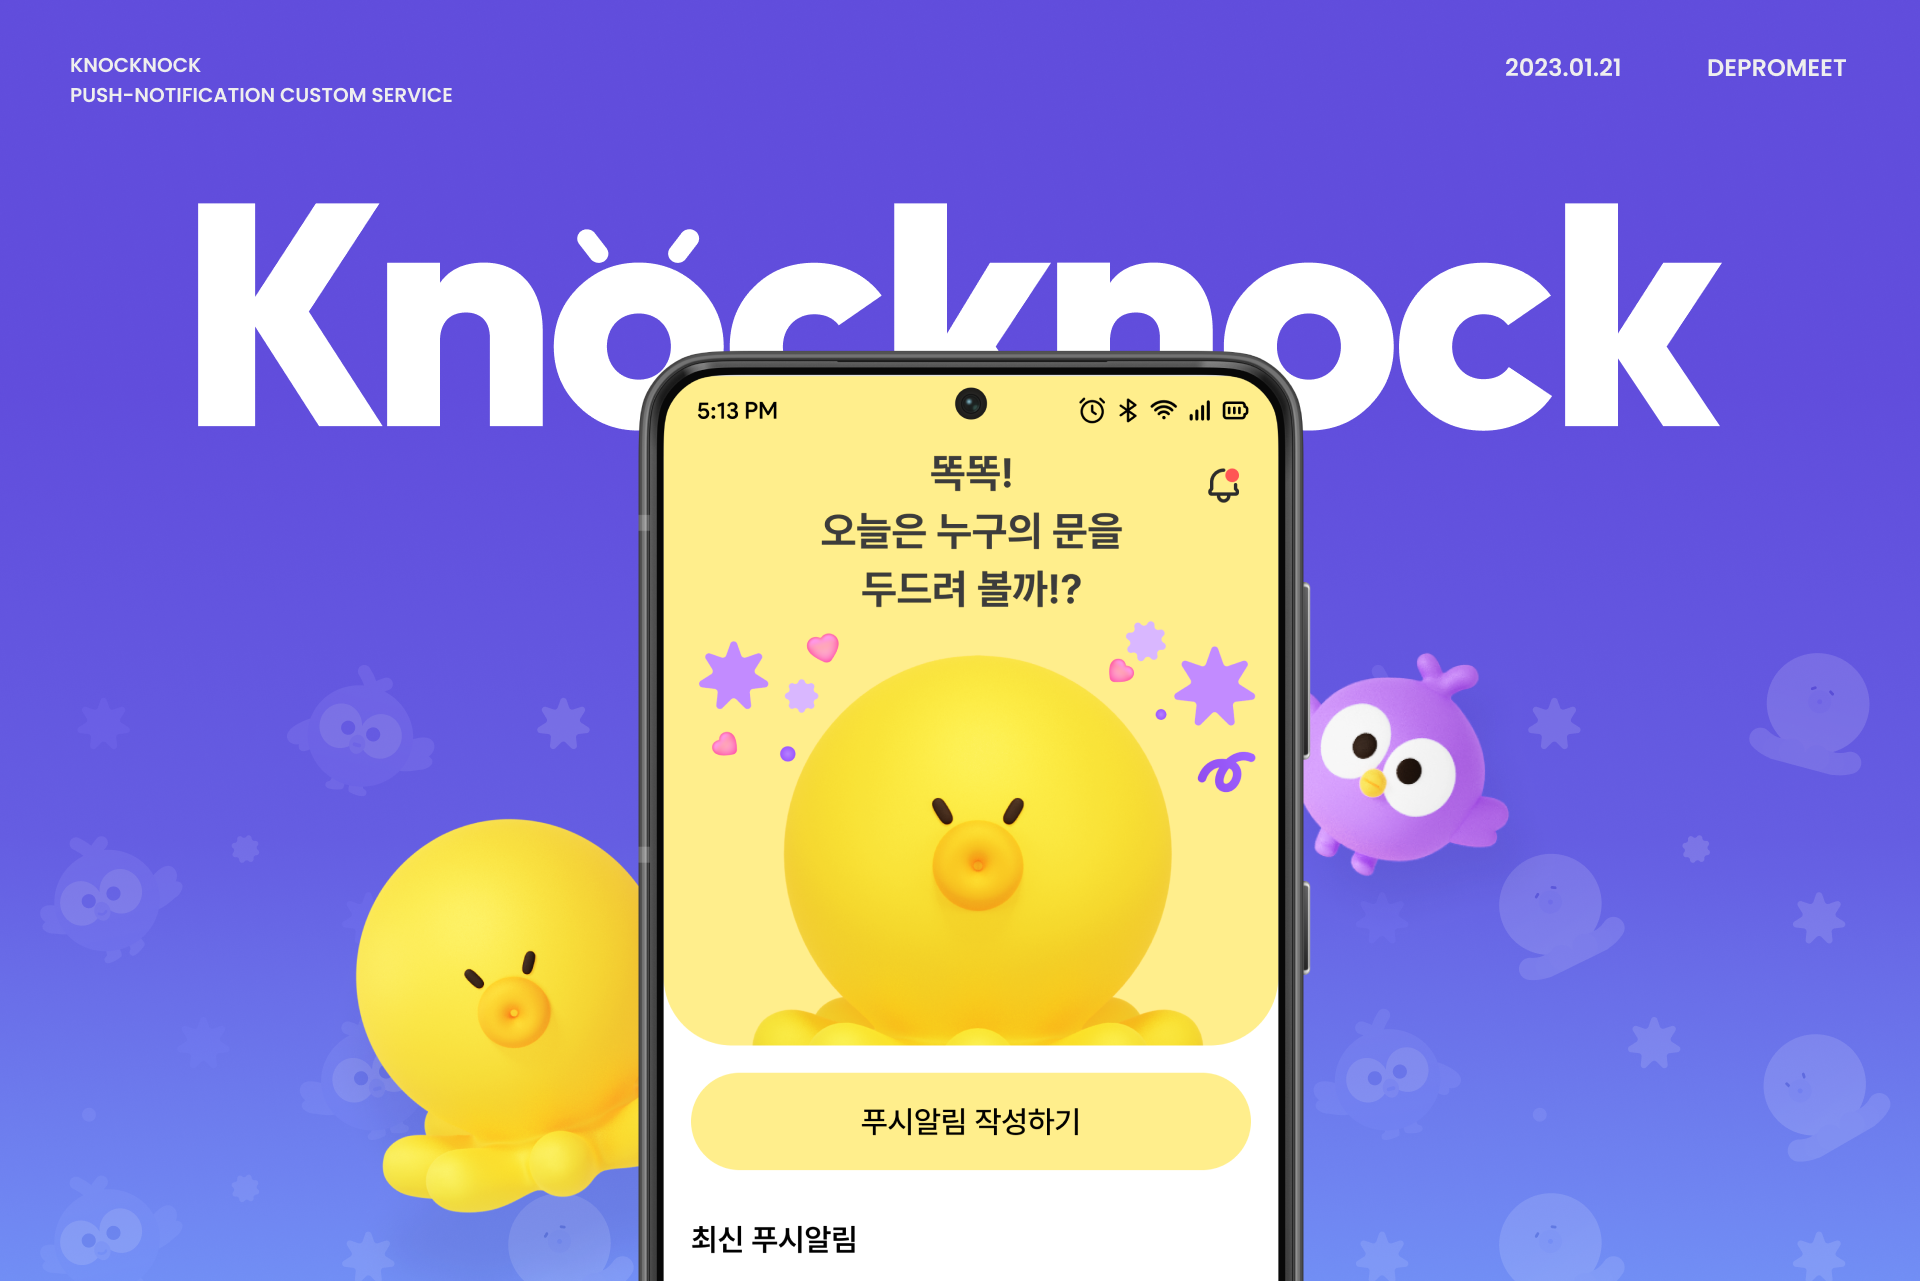 KNOCKNOCK
PUSH-NOTIFICATION CUSTOM SERVICE
2023.01.21
DEPROMEET
Knocknock
5:13 PM
똑똑!
오늘은 누구의 문을
두드려 볼까!?
푸시알림 작성하기
최신 푸시알림